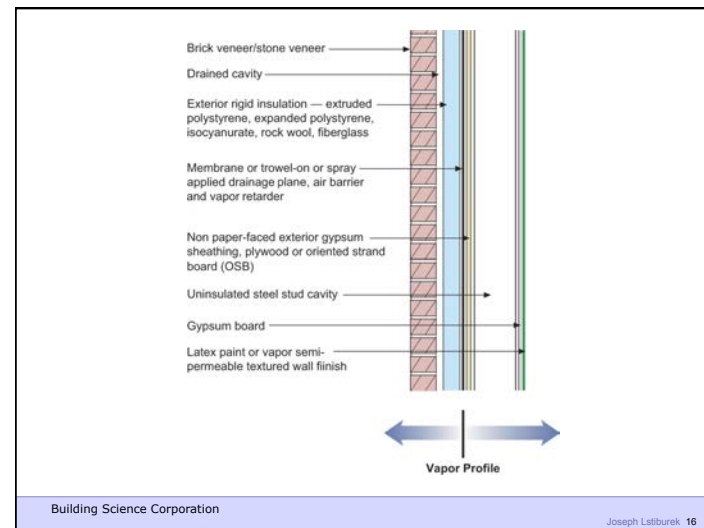 Brick veneer/stone veneer
Drained cavity
Exterior rigid insulation — extruded
polystyrene, expanded polystyrene,
isocyanurate, rock wool, fiberglass
Membrane or trowel-on or spray
applied drainage plane, air barrier
and vapor retarder
Non paper-faced exterior gypsum
sheathing, plywood or oriented strand
board (OSB)
Uninsulated steel stud cavity
Gypsum board
Latex paint or vapor semi-
permeable textured wall fiinish
Vapor Profile
Building Science Corporation
Joseph Lstiburek 16